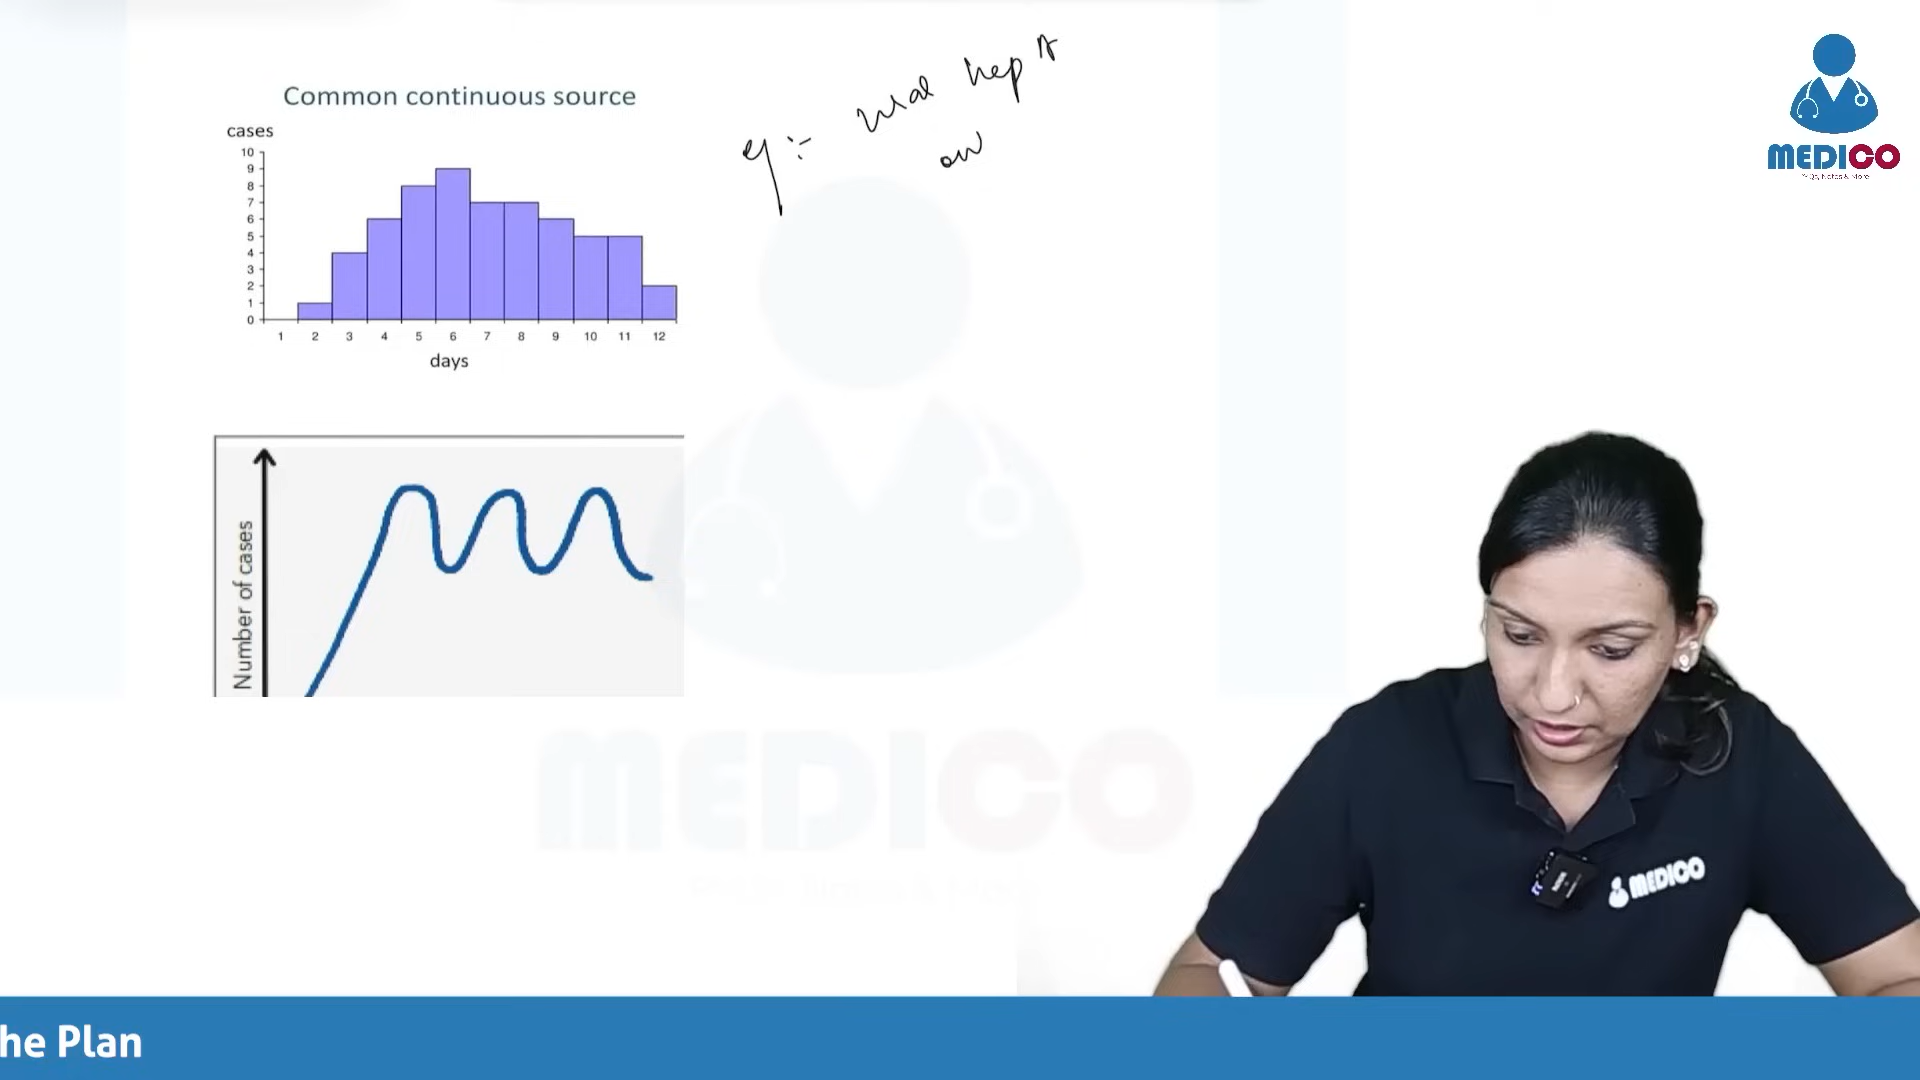 Common continuous source
cases
10
9
8
7
6
5
4
3
2
1
0
1 2 3 4 5 6 7 8 9 10 11 12
days
Number of cases
eg :- viral hep A
MEDICO
MEDICO
MEDICO
he Plan